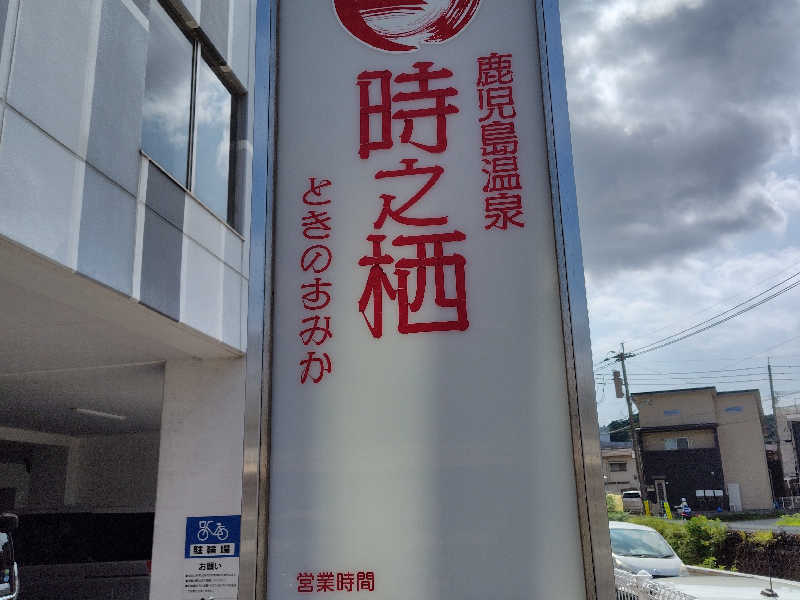 鹿児島温泉
時之栖
ときのすみか
営業時間
駐輪場
お願い